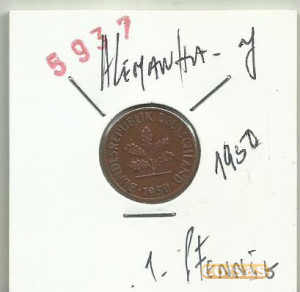 5937
ALEMANHA - J
BUNDESREPUBLIK DEUTSCHLAND
1950
1950
1. PFENNIG